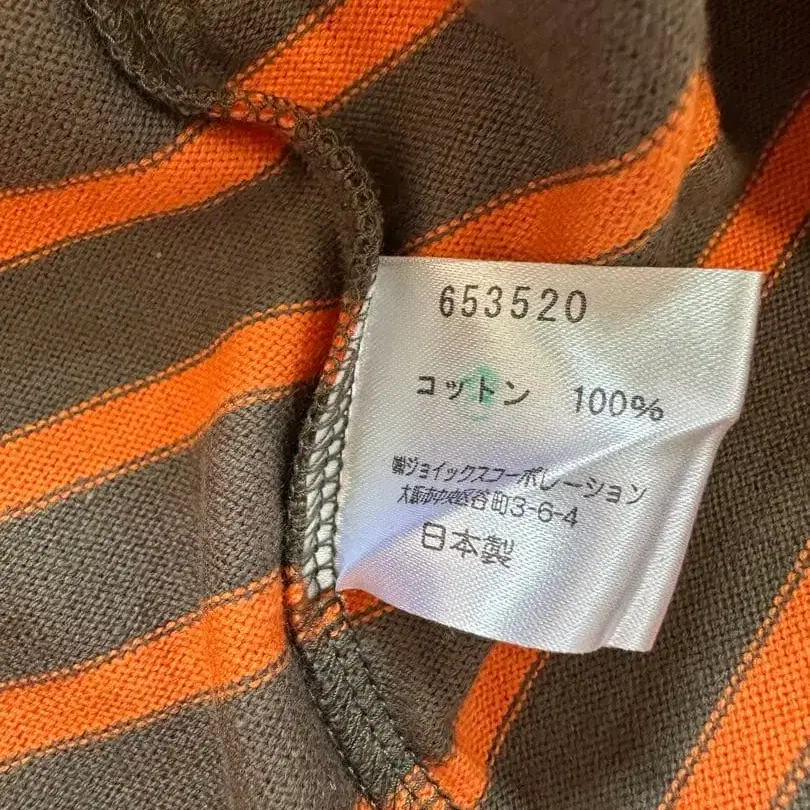 653520
コットン 100%
㈱ジョイックスコーポレーション
大阪市中央区谷町3-6-4
日本製